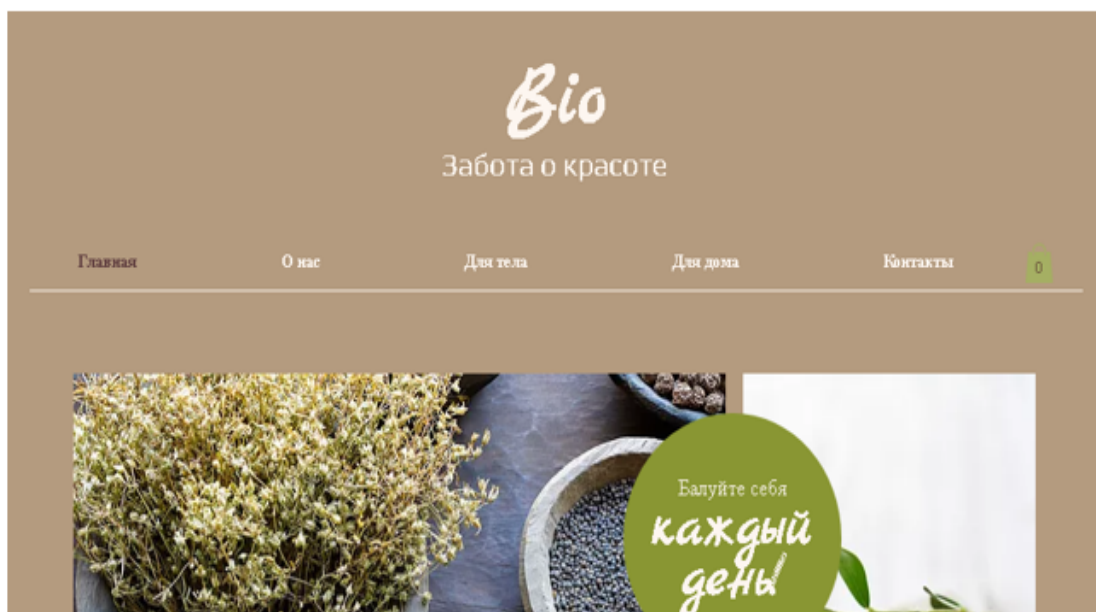 Bio
Забота о красоте
Главная О нас Для тела Для дома Контакты 0
Балуйте себя
каждый
день